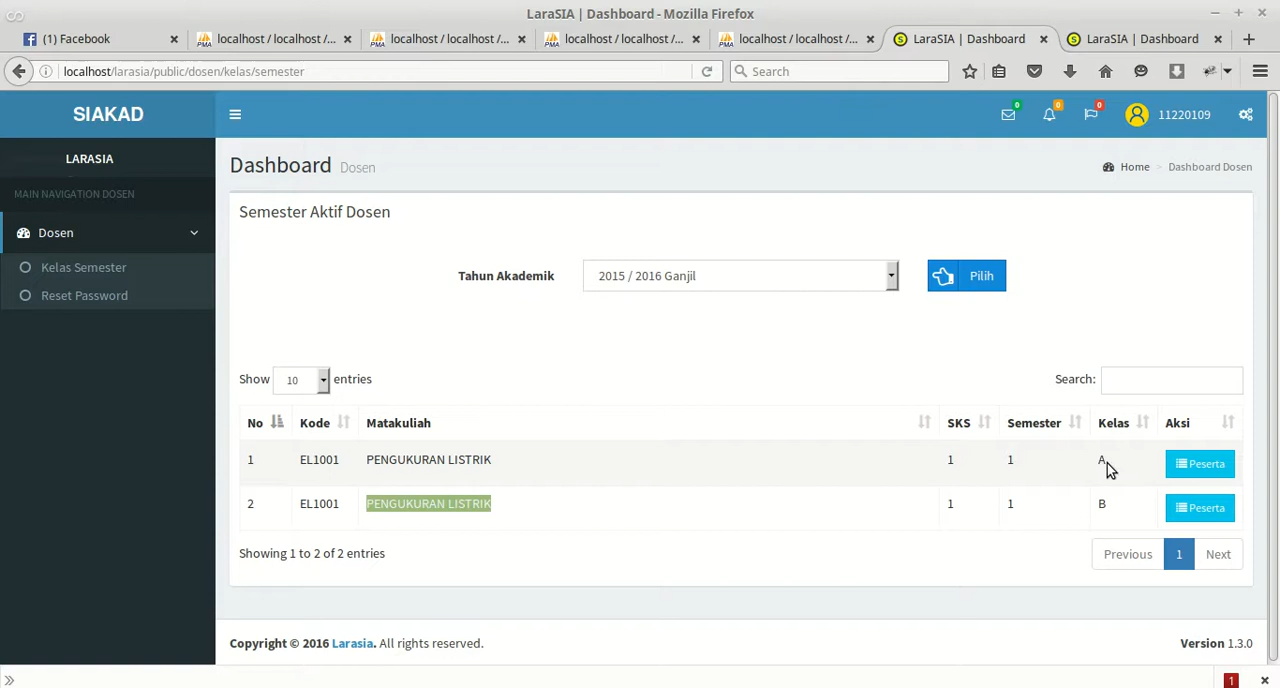 LaraSIA | Dashboard - Mozilla Firefox
(1) Facebook
localhost / localhost /...
localhost / localhost /...
localhost / localhost /...
localhost / localhost /...
LaraSIA | Dashboard
LaraSIA | Dashboard
localhost/larasia/public/dosen/kelas/semester
Search
SIAKAD
0
0
0
11220109
LARASIA
MAIN NAVIGATION DOSEN
Dosen
Kelas Semester
Reset Password
Dashboard Dosen
Home > Dashboard Dosen
Semester Aktif Dosen
Tahun Akademik
2015 / 2016 Ganjil
Pilih
Show 10 entries
Search:
No Kode Matakuliah SKS Semester Kelas Aksi
1 EL1001 PENGUKURAN LISTRIK 1 1 A Peserta
2 EL1001 PENGUKURAN LISTRIK 1 1 B Peserta
Showing 1 to 2 of 2 entries
Previous 1 Next
Copyright © 2016 Larasia. All rights reserved.
Version 1.3.0
1